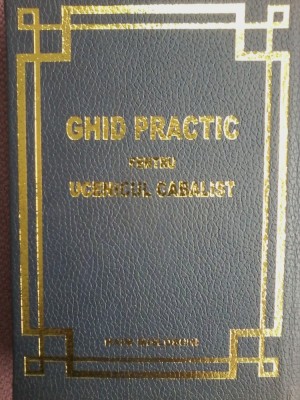 GHID PRACTIC
PENTRU
UCENICUL CABALIST